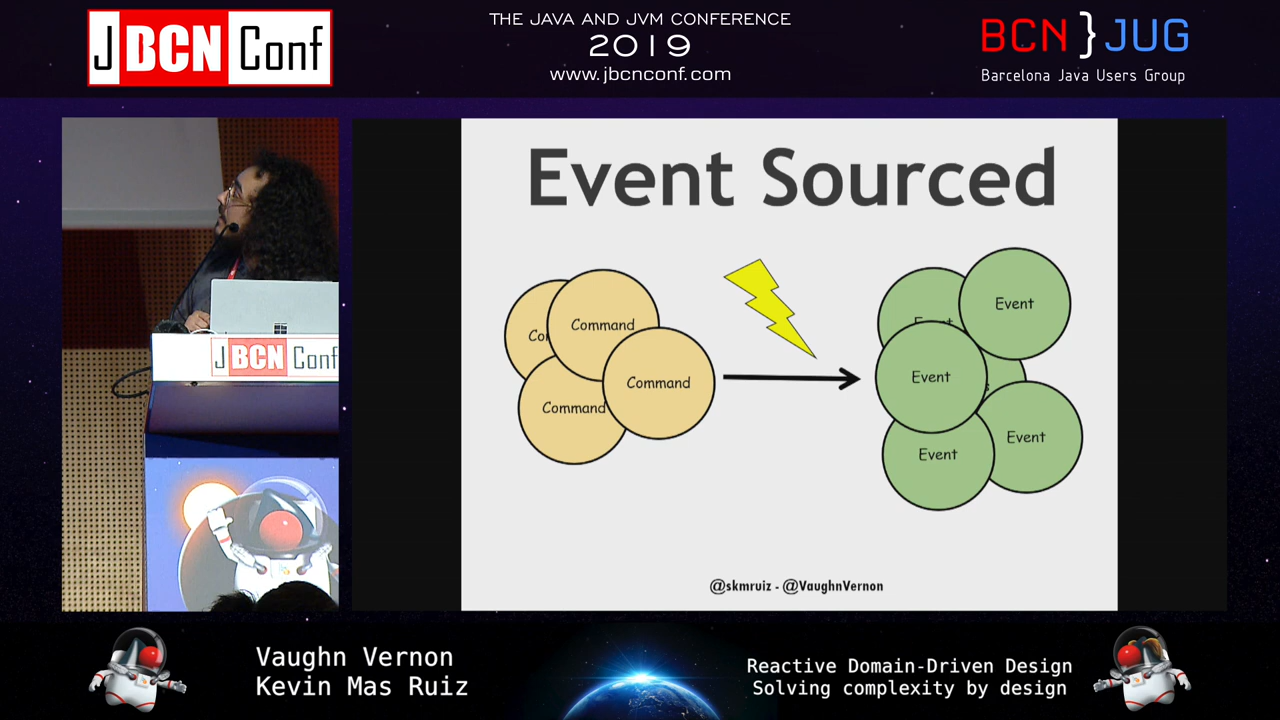 J BCN Conf
THE JAVA AND JVM CONFERENCE
2019
www.jbcnconf.com
BCN } JUG
Barcelona Java Users Group
Event Sourced
Command
Command
Command
Event
Event
Event
Event
@skmruiz - @VaughnVernon
J BCN Conf
Vaughn Vernon
Kevin Mas Ruiz
Reactive Domain-Driven Design
Solving complexity by design